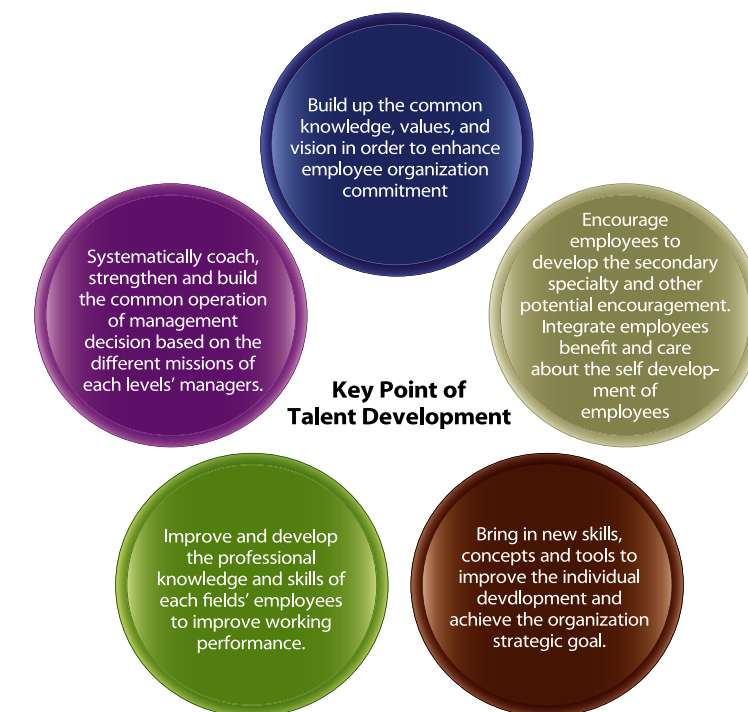 Build up the common
knowledge, values, and
vision in order to enhance
employee organization
commitment
Encourage
employees to
develop the secondary
specialty and other
potential encouragement.
Integrate employees
benefit and care
about the self develop-
ment of
employees
Systematically coach,
strengthen and build
the common operation
of management
decision based on the
different missions of
each levels' managers.
Key Point of
Talent Development
Improve and develop
the professional
knowledge and skills of
each fields' employees
to improve working
performance.
Bring in new skills,
concepts and tools to
improve the individual
devdlopment and
achieve the organization
strategic goal.